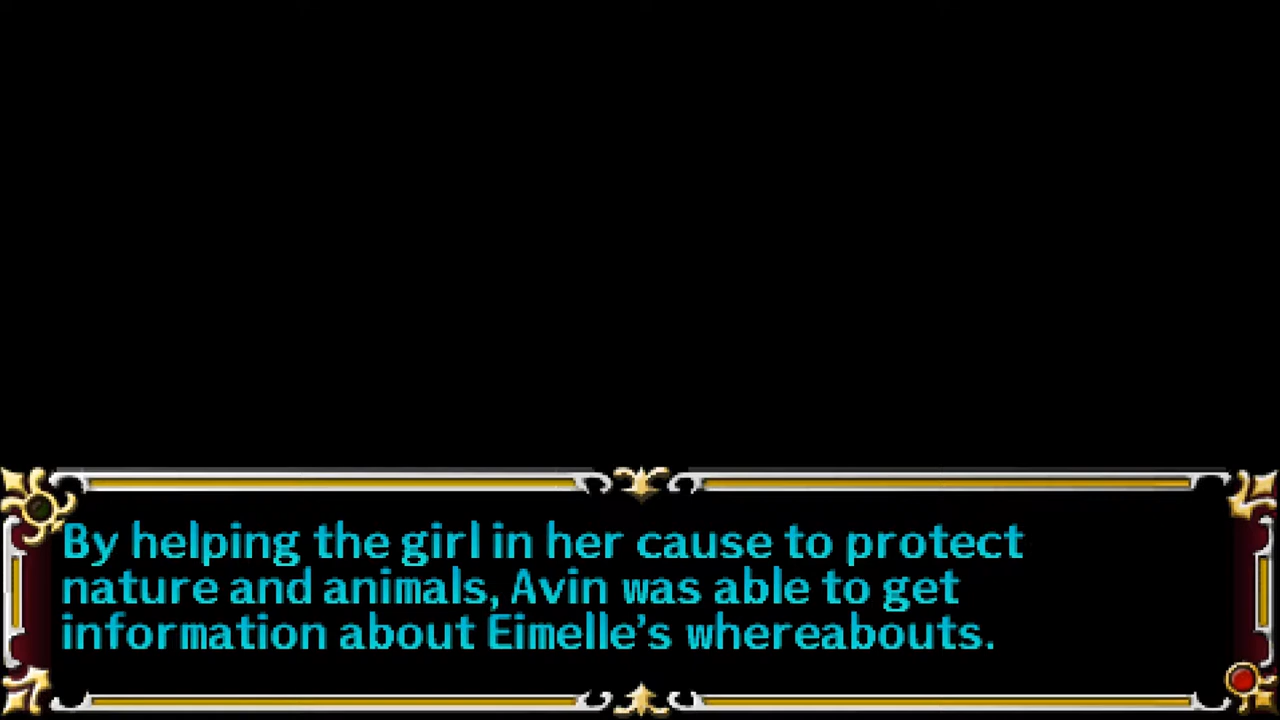 By helping the girl in her cause to protect
nature and animals, Avin was able to get
information about Eimelle's whereabouts.